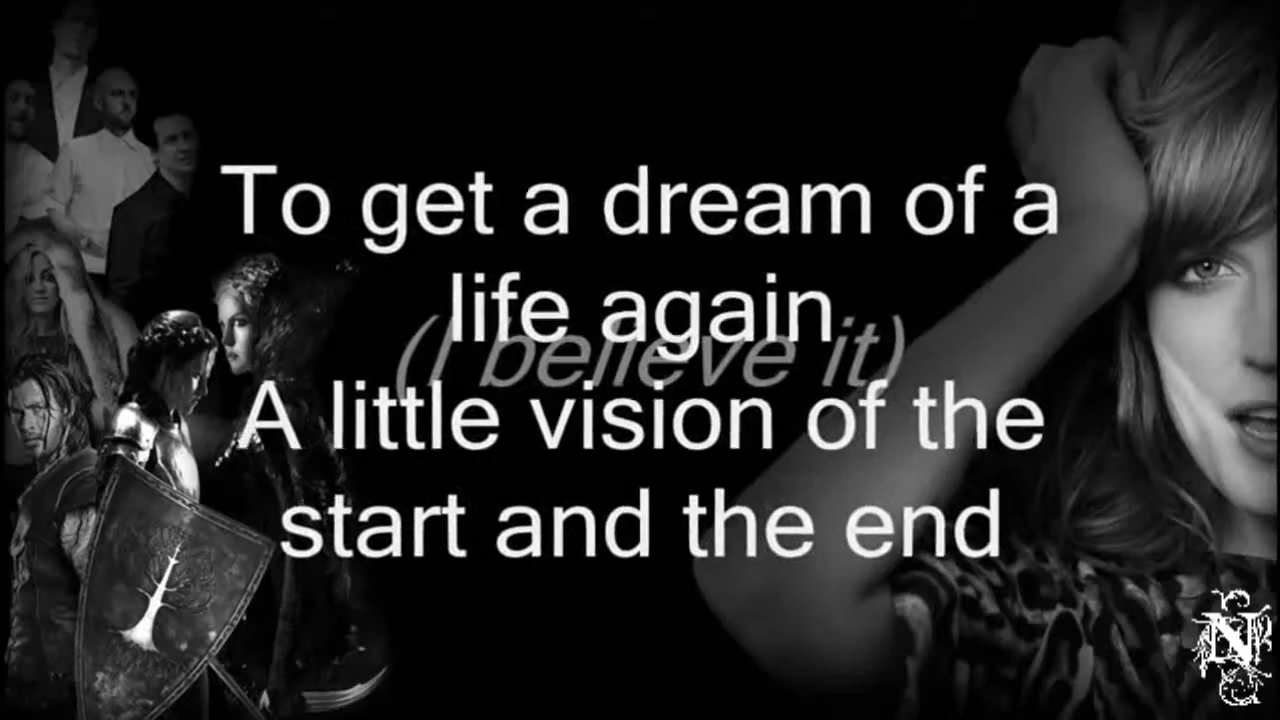 To get a dream of a
life again
(I believe it)
A little vision of the
start and the end
N